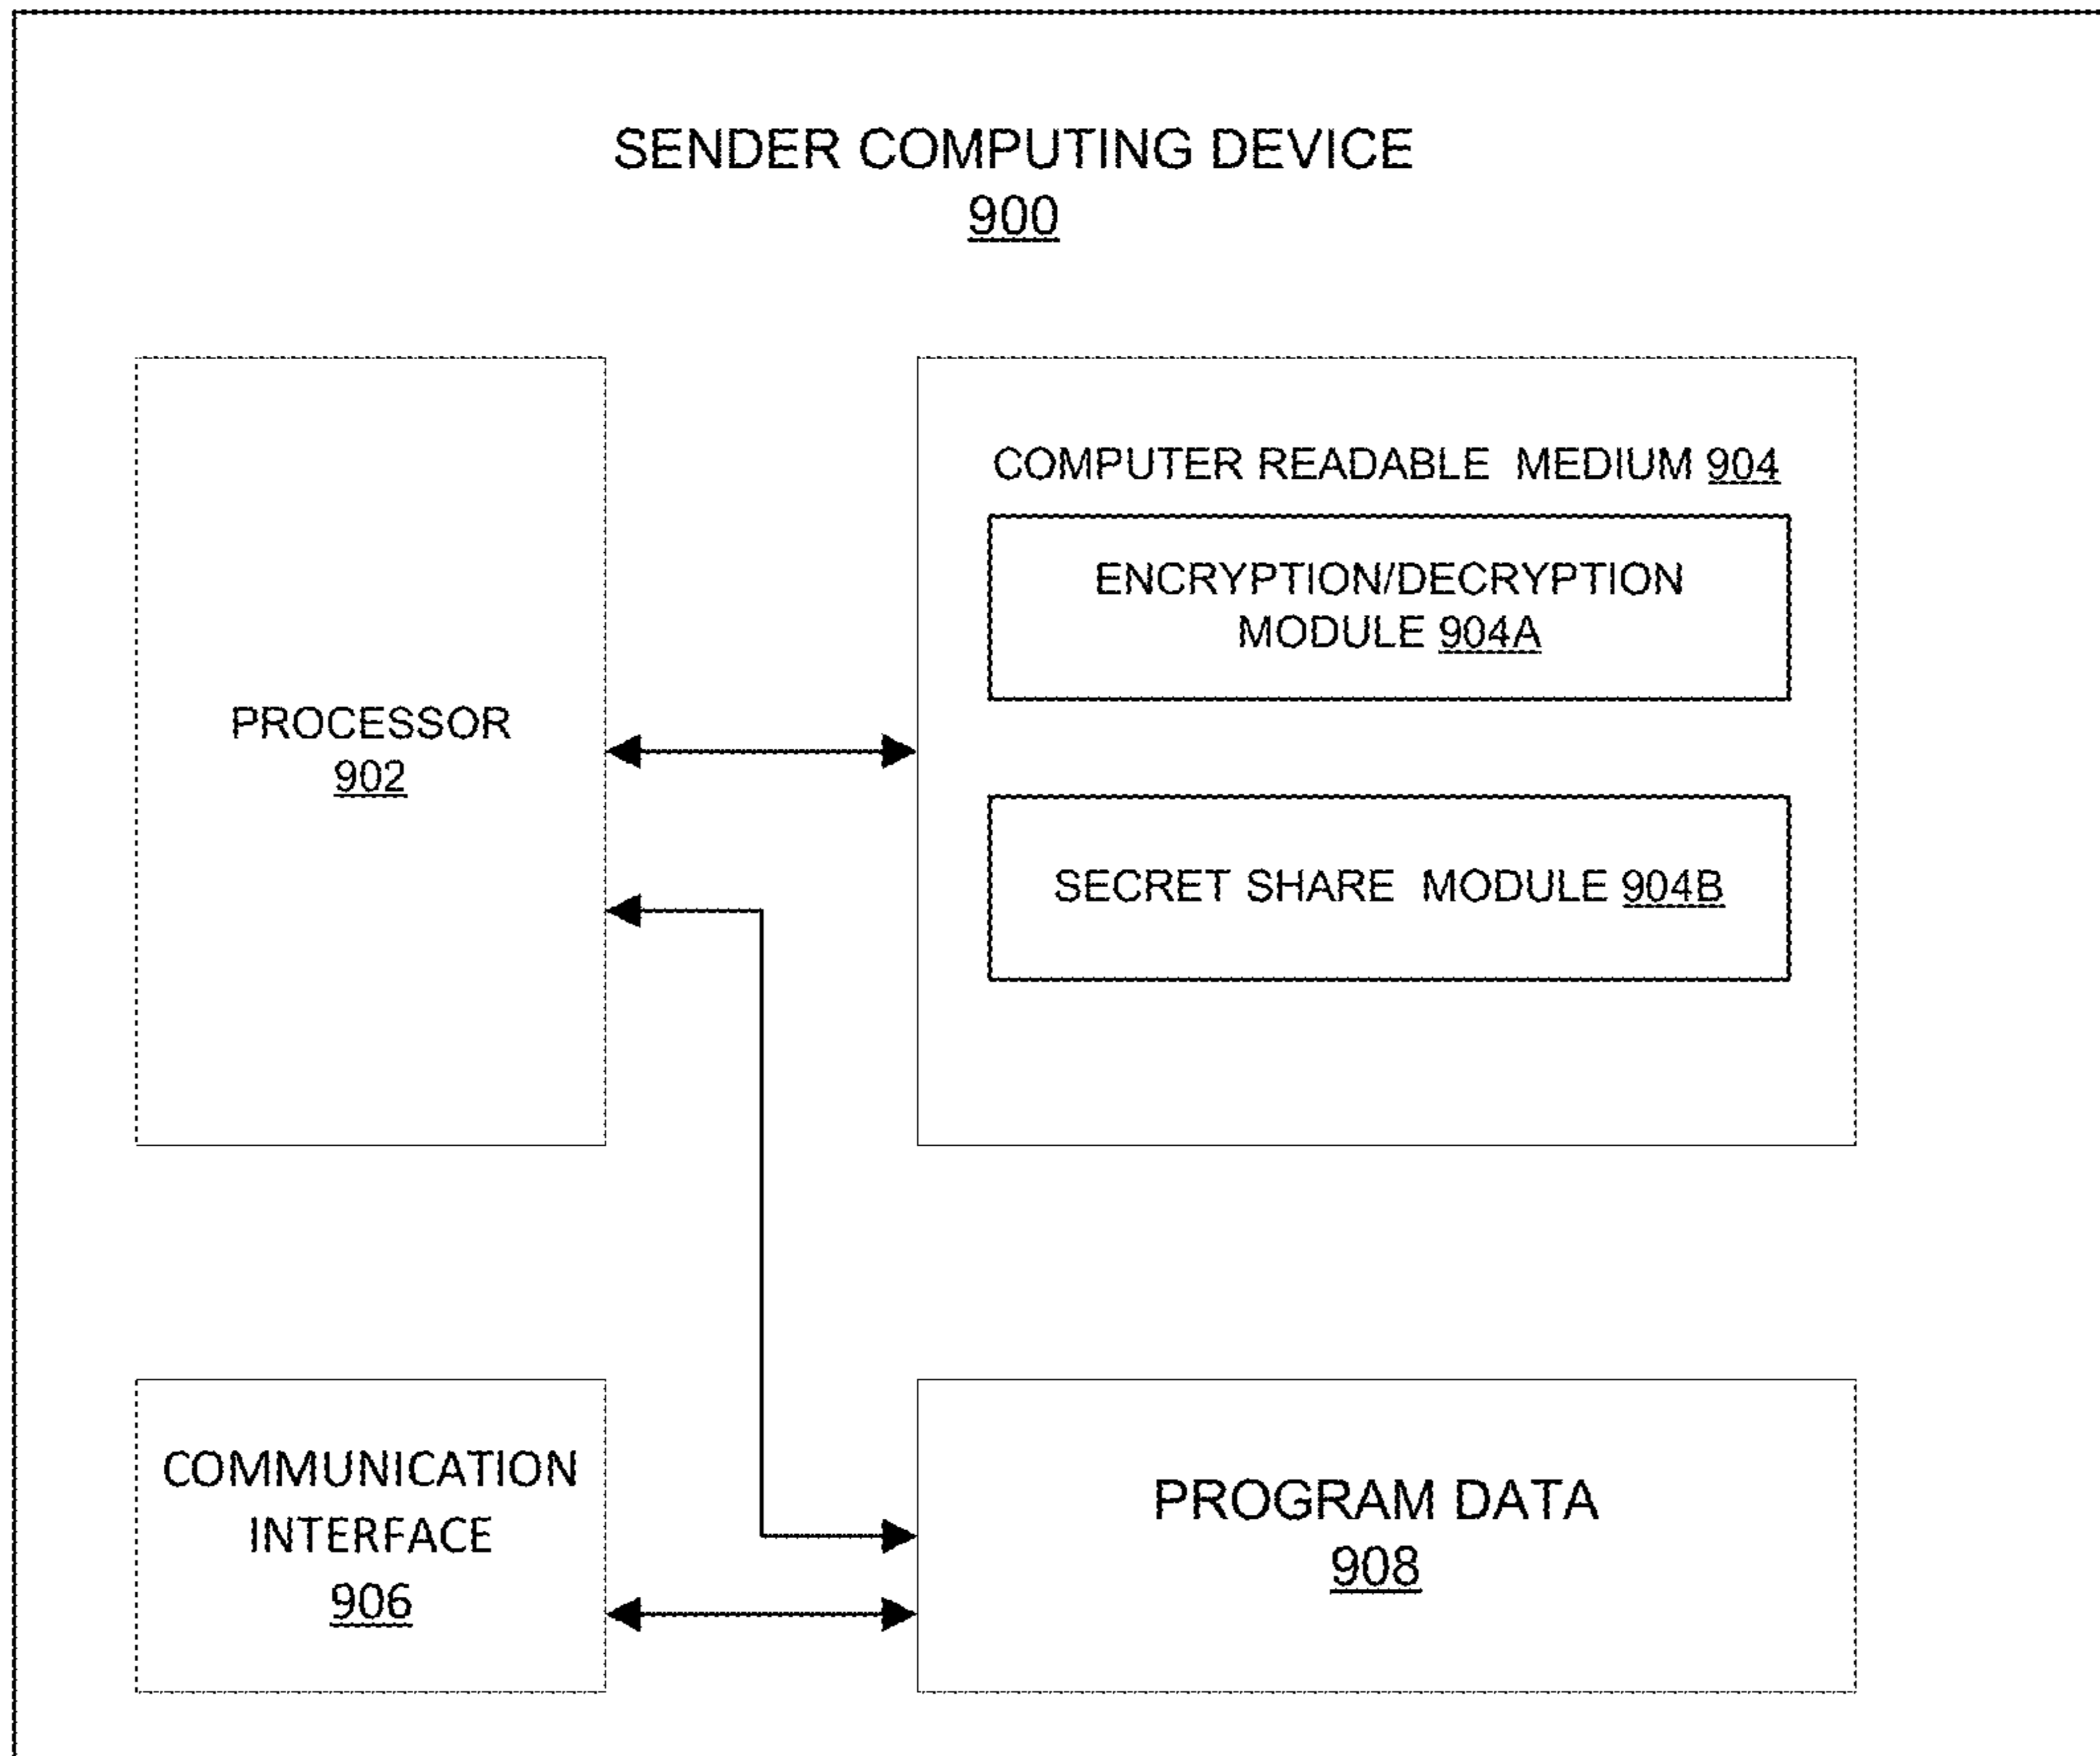 SENDER COMPUTING DEVICE
900
COMPUTER READABLE MEDIUM 904
ENCRYPTION/DECRYPTION
MODULE 904A
PROCESSOR
902
SECRET SHARE MODULE 904B
COMMUNICATION
INTERFACE
906
PROGRAM DATA
908